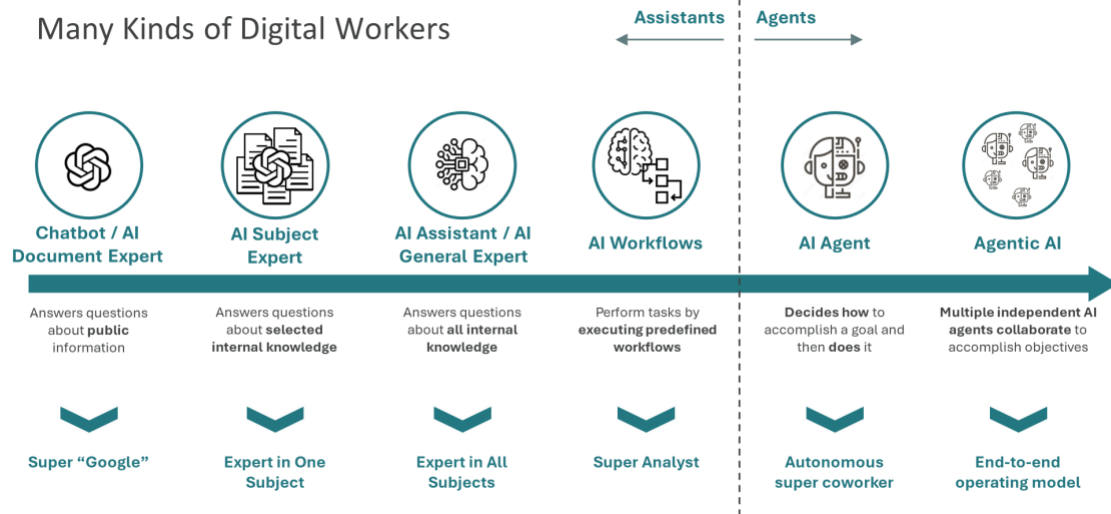 Many Kinds of Digital Workers
Assistants
Agents
Chatbot / AI
Document Expert
AI Subject
Expert
AI Assistant / AI
General Expert
AI Workflows
AI Agent
Agentic AI
Answers questions
about public
information
Answers questions
about selected
internal knowledge
Answers questions
about all internal
knowledge
Perform tasks by
executing predefined
workflows
Decides how to
accomplish a goal and
then does it
Multiple independent AI
agents collaborate to
accomplish objectives
Super “Google”
Expert in One
Subject
Expert in All
Subjects
Super Analyst
Autonomous
super coworker
End-to-end
operating model